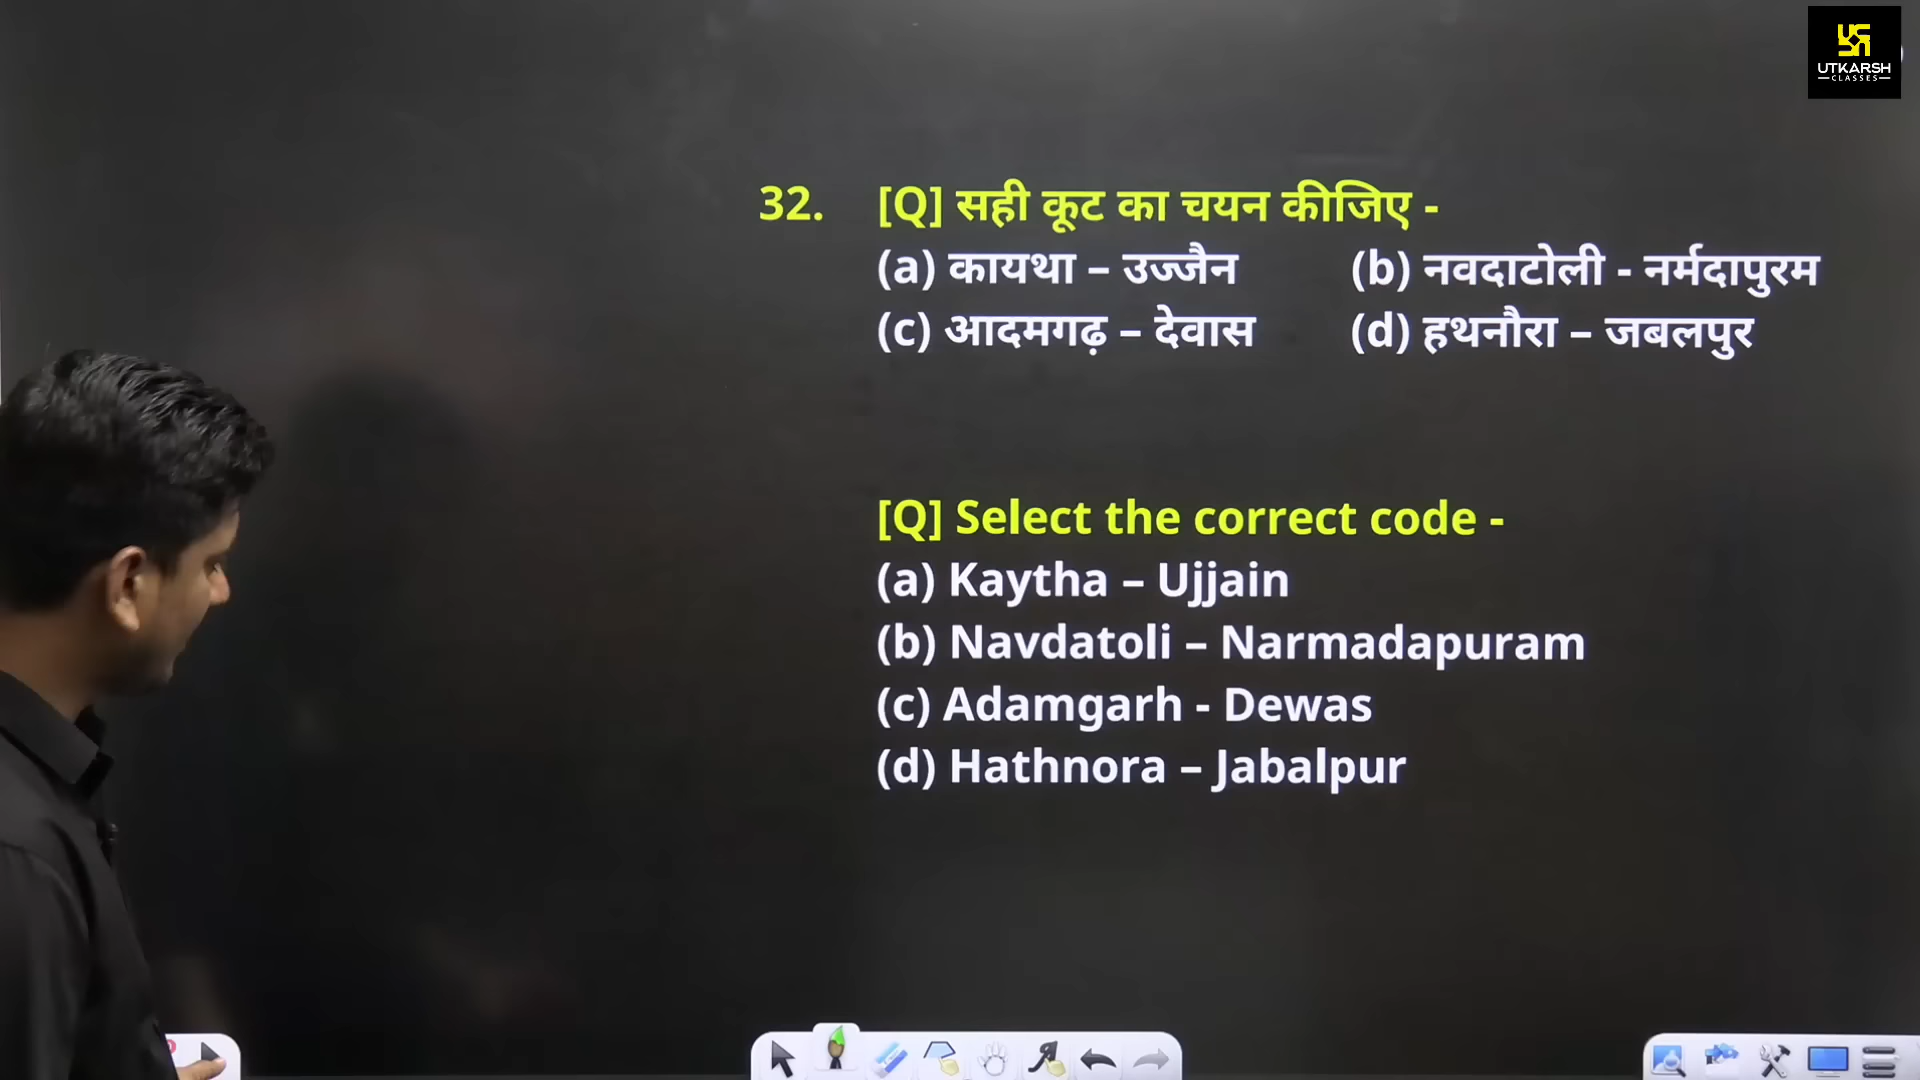 UTKARSH
CLASSES
32. [Q] सही कूट का चयन कीजिए -
(a) कायथा – उज्जैन (b) नवदाटोली - नर्मदापुरम
(c) आदमगढ़ – देवास (d) हथनौरा – जबलपुर
[Q] Select the correct code -
(a) Kaytha – Ujjain
(b) Navdatoli – Narmadapuram
(c) Adamgarh - Dewas
(d) Hathnora – Jabalpur